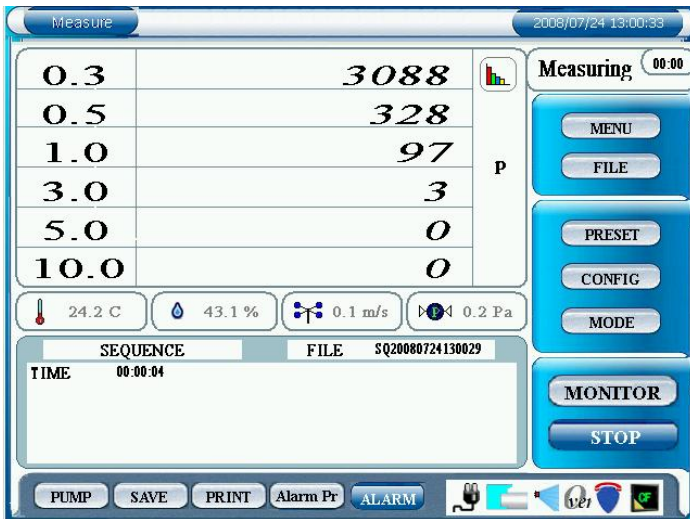 Measure 2008/07/24 13:00:33
0.3 3088
0.5 328
1.0 97
3.0 3
5.0 0
10.0 0
P
Measuring 00:00
MENU
FILE
PRESET
CONFIG
MODE
24.2 C 43.1 % 0.1 m/s P 0.2 Pa
SEQUENCE FILE SQ20080724130029
TIME 00:00:04
MONITOR
STOP
PUMP SAVE PRINT Alarm Pr ALARM Over CF